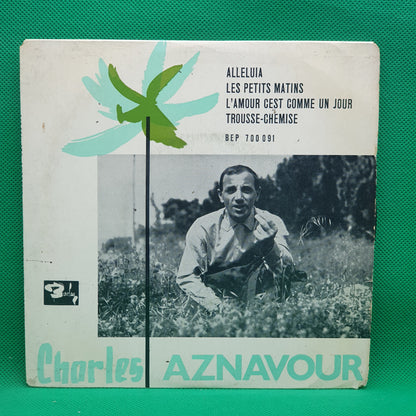 ALLELUIA
LES PETITS MATINS
L'AMOUR C'EST COMME UN JOUR
TROUSSE-CHEMISE
BEP 700 091
Charles AZNAVOUR